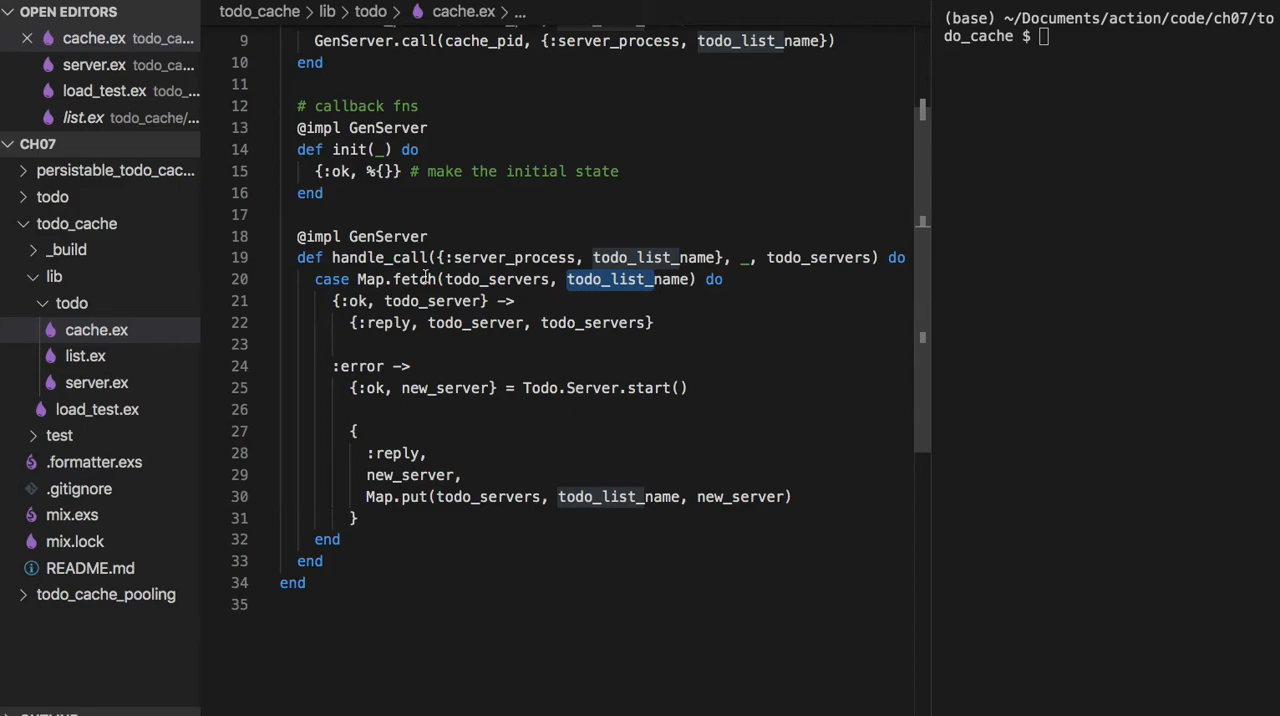 OPEN EDITORS
cache.ex todo_ca...
server.ex todo_ca...
load_test.ex todo_...
list.ex todo_cache/...
CH07
persistable_todo_cac...
todo
todo_cache
_build
lib
todo
cache.ex
list.ex
server.ex
load_test.ex
test
.formatter.exs
.gitignore
mix.exs
mix.lock
README.md
todo_cache_pooling
todo_cache > lib > todo > cache.ex > ...
9 GenServer.call(cache_pid, {:server_process, todo_list_name})
10 end
11
12 # callback fns
13 @impl GenServer
14 def init(_) do
15 {:ok, %{}} # make the initial state
16 end
17
18 @impl GenServer
19 def handle_call({:server_process, todo_list_name}, _, todo_servers) do
20 case Map.fetch(todo_servers, todo_list_name) do
21 {:ok, todo_server} ->
22 {:reply, todo_server, todo_servers}
23
24 :error ->
25 {:ok, new_server} = Todo.Server.start()
26
27 {
28 :reply,
29 new_server,
30 Map.put(todo_servers, todo_list_name, new_server)
31 }
32 end
33 end
34 end
35
(base) ~/Documents/action/code/ch07/to
do_cache $